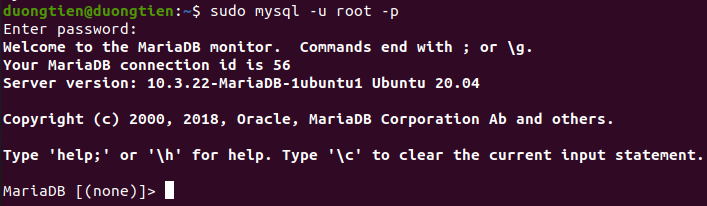 duongtien@duongtien:~$ sudo mysql -u root -p
Enter password:
Welcome to the MariaDB monitor.  Commands end with ; or \g.
Your MariaDB connection id is 56
Server version: 10.3.22-MariaDB-1ubuntu1 Ubuntu 20.04
Copyright (c) 2000, 2018, Oracle, MariaDB Corporation Ab and others.
Type 'help;' or '\h' for help. Type '\c' to clear the current input statement.
MariaDB [(none)]>